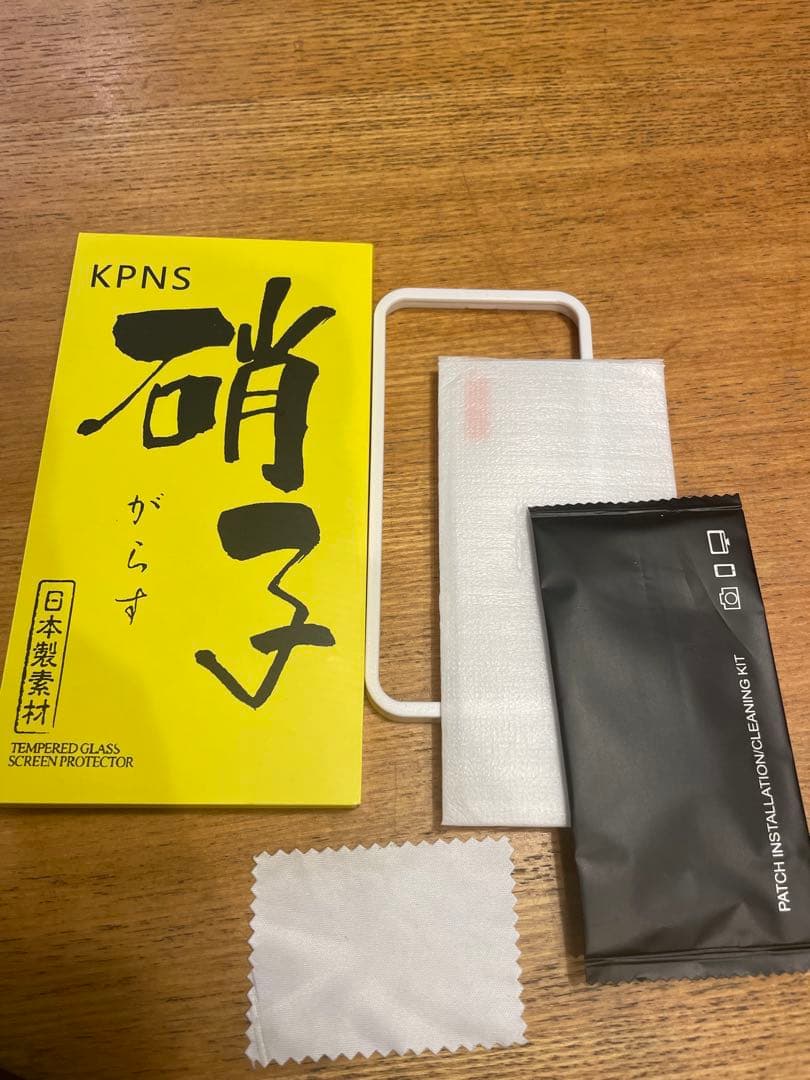 KPNS
硝子
がらす
日本製素材
TEMPERED GLASS
SCREEN PROTECTOR
PATCH INSTALLATION/CLEANING KIT